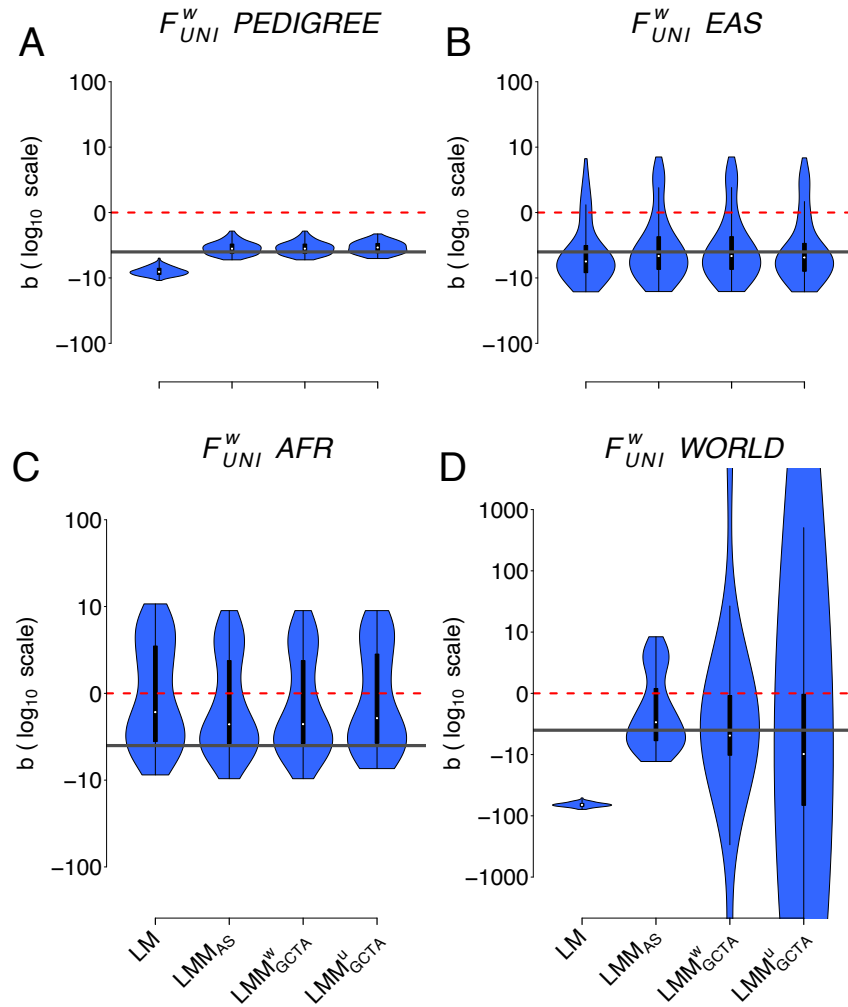 A
F^w_UNI PEDIGREE
b ( log10 scale)
100
10
0
−10
−100
B
F^w_UNI EAS
b ( log10 scale)
100
10
0
−10
−100
C
F^w_UNI AFR
b ( log10 scale)
100
10
0
−10
−100
LM
LMM_AS
LMM^w_GCTA
LMM^u_GCTA
D
F^w_UNI WORLD
b ( log10 scale)
1000
100
10
0
−10
−100
−1000
LM
LMM_AS
LMM^w_GCTA
LMM^u_GCTA